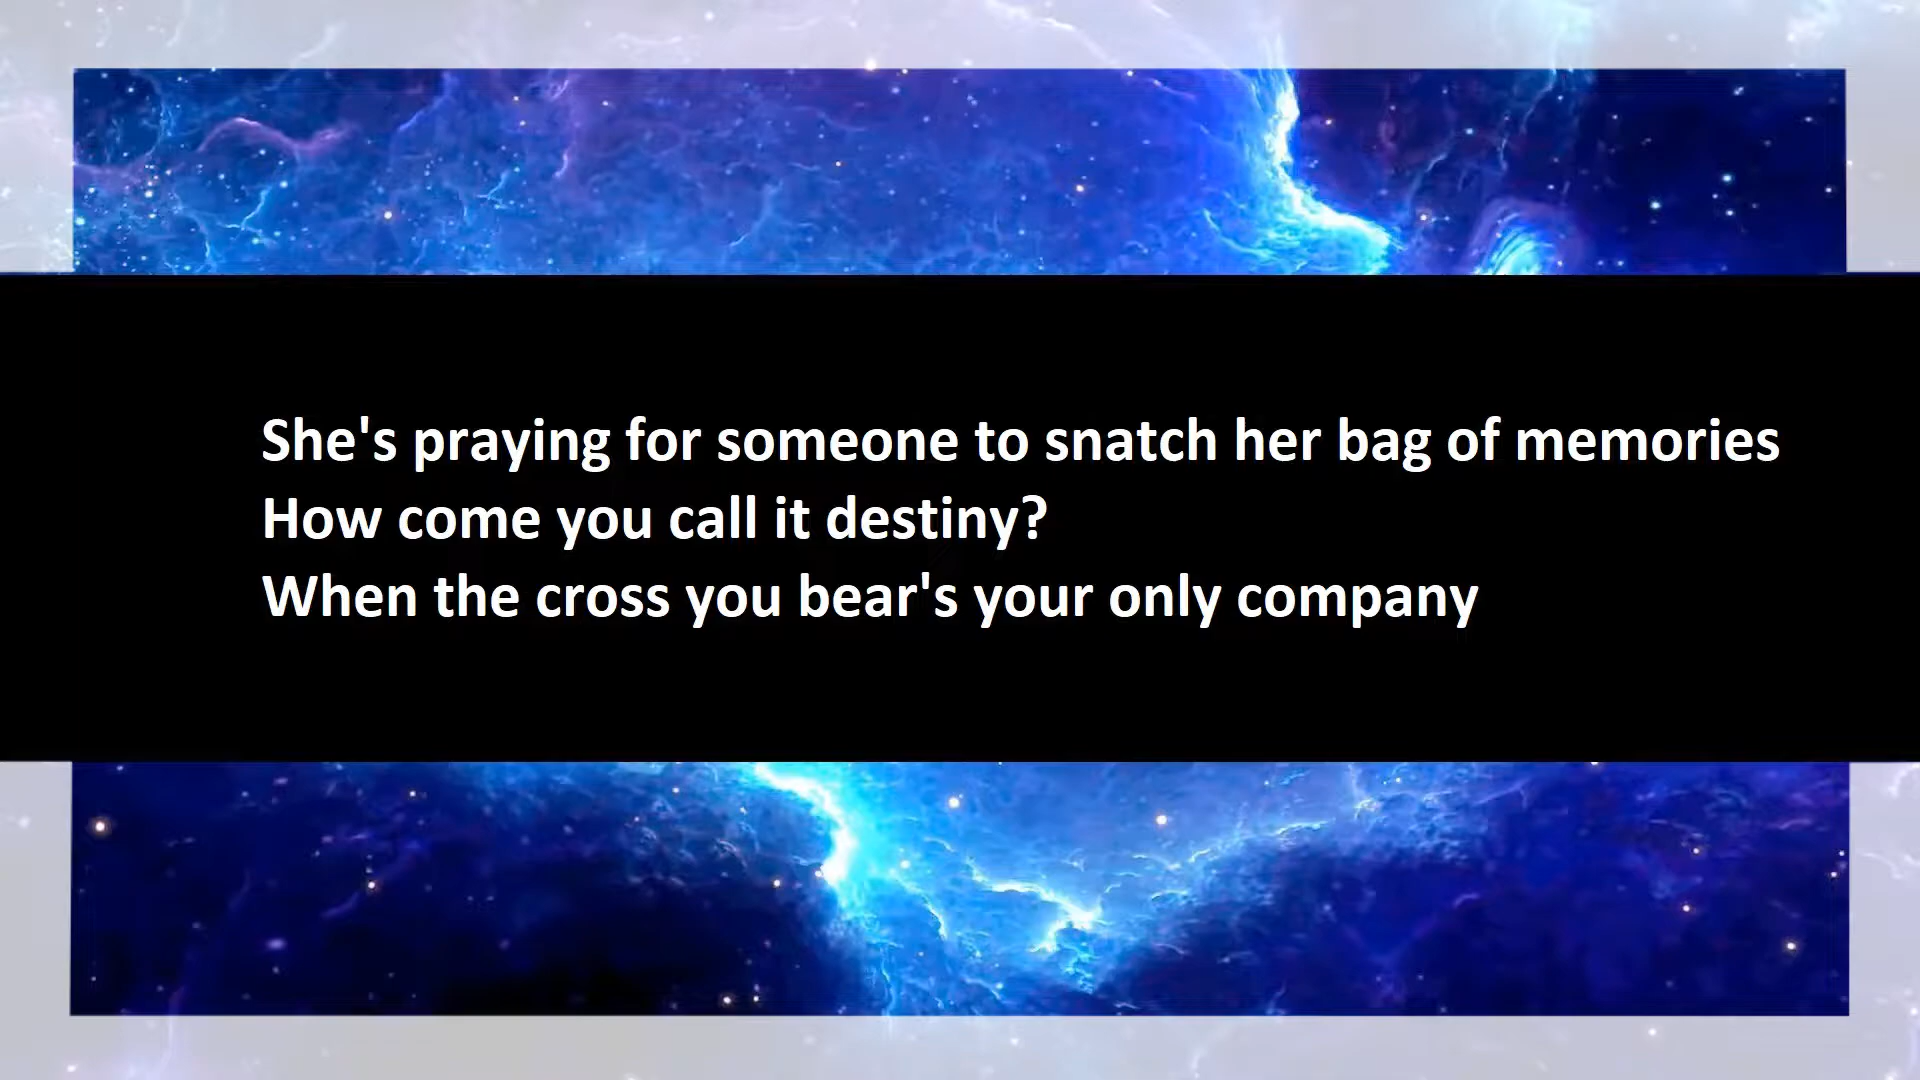 She's praying for someone to snatch her bag of memories
How come you call it destiny?
When the cross you bear's your only company